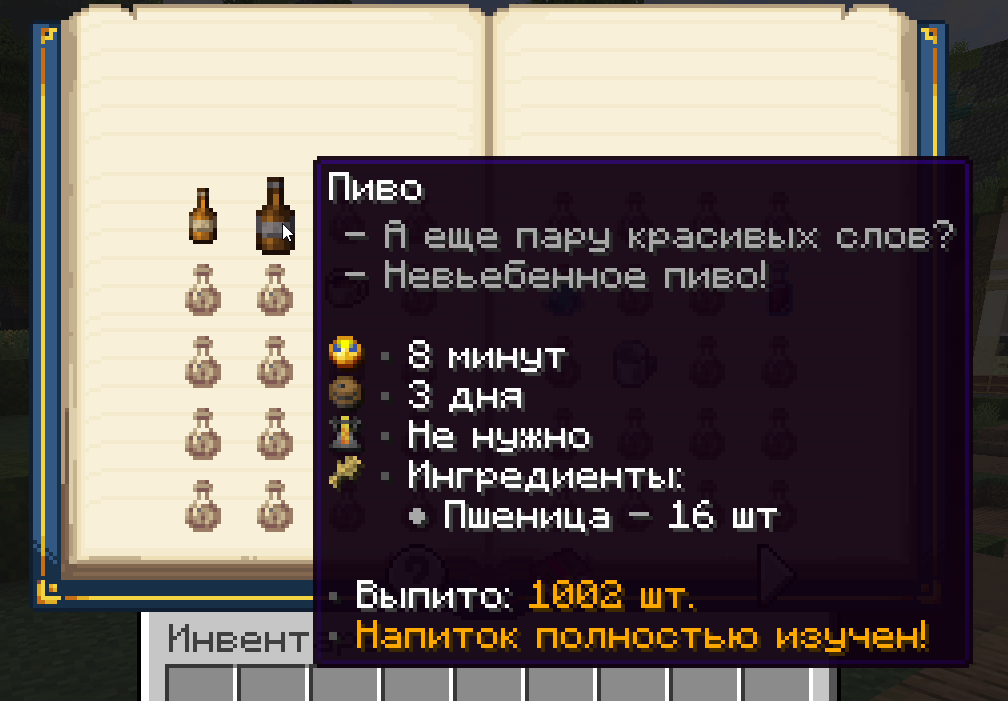 Пиво
– А еще пару красивых слов?
– Невьебенное пиво!
· 8 минут
· 3 дня
· Не нужно
· Ингредиенты:
● Пшеница – 16 шт
· Выпито: 1002 шт.
· Напиток полностью изучен!
Инвент